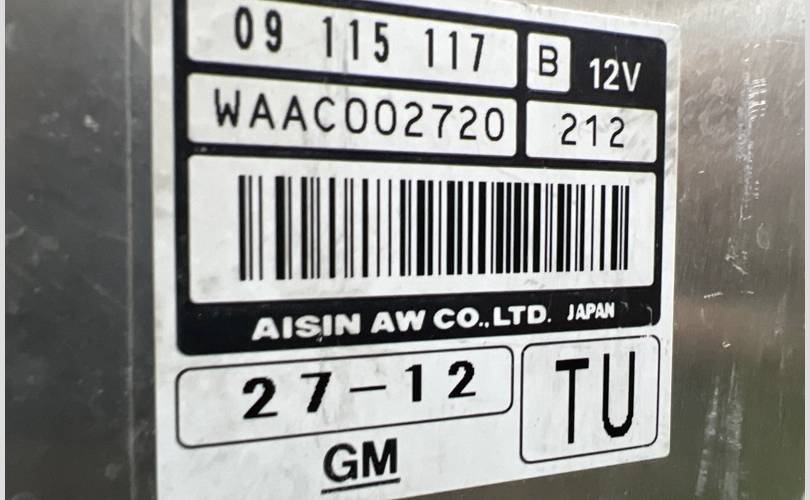 09 115 117 B 12V
WAAC002720 212
AISIN AW CO.,LTD. JAPAN
27-12 TU
GM